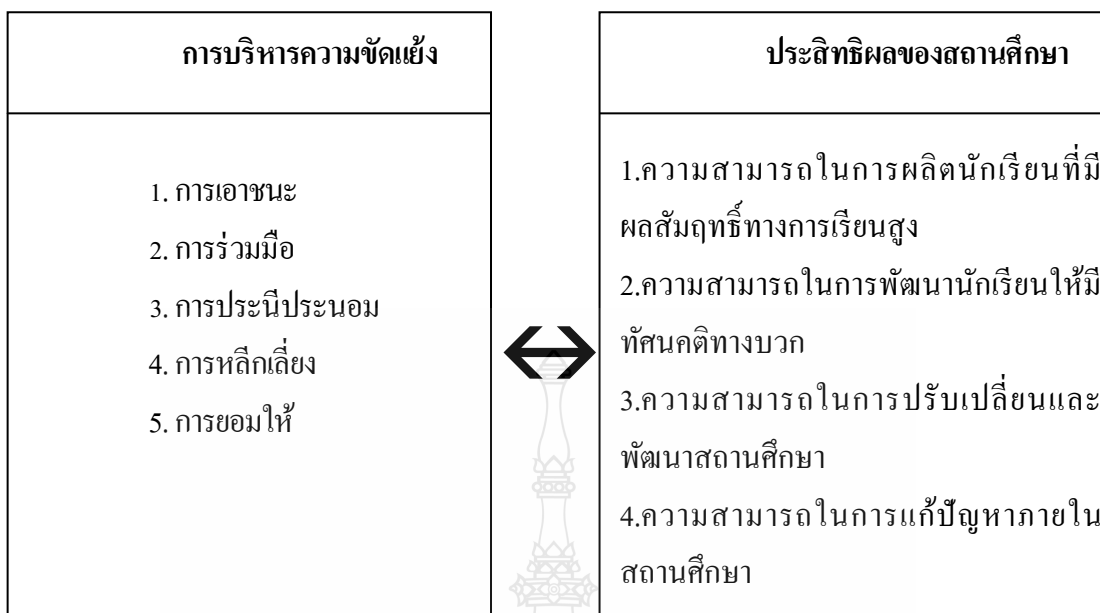 การบริหารความขัดแย้ง
1. การเอาชนะ
2. การร่วมมือ
3. การประนีประนอม
4. การหลีกเลี่ยง
5. การยอมให้
ประสิทธิผลของสถานศึกษา
1.ความสามารถในการผลิตนักเรียนที่มี
ผลสัมฤทธิ์ทางการเรียนสูง
2.ความสามารถในการพัฒนานักเรียนให้มี
ทัศนคติทางบวก
3.ความสามารถในการปรับเปลี่ยนและ
พัฒนาสถานศึกษา
4.ความสามารถในการแก้ปัญหาภายใน
สถานศึกษา